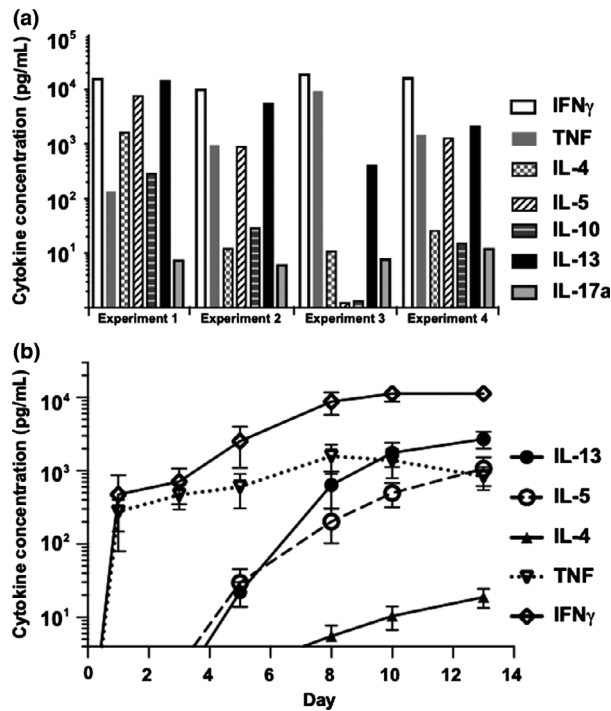 (a)
Cytokine concentration (pg/mL)
10^5
10^4
10^3
10^2
10^1
Experiment 1 Experiment 2 Experiment 3 Experiment 4
IFNγ
TNF
IL-4
IL-5
IL-10
IL-13
IL-17a
(b)
Cytokine concentration (pg/mL)
10^4
10^3
10^2
10^1
0 2 4 6 8 10 12 14
Day
IL-13
IL-5
IL-4
TNF
IFNγ